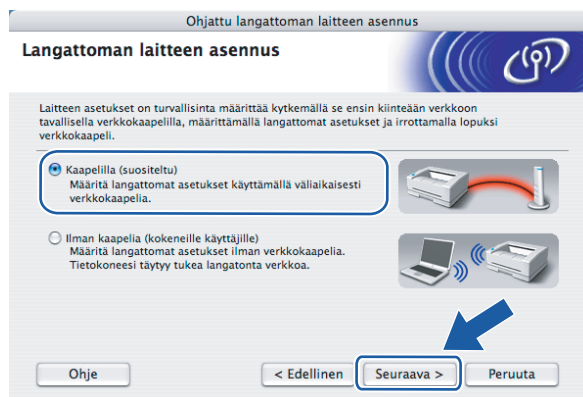 Ohjattu langattoman laitteen asennus
Langattoman laitteen asennus
Laitteen asetukset on turvallisinta määrittää kytkemällä se ensin kiinteään verkkoon
tavallisella verkkokaapelilla, määrittämällä langattomat asetukset ja irrottamalla lopuksi
verkkokaapeli.
Kaapelilla (suositeltu)
Määritä langattomat asetukset käyttämällä väliaikaisesti
verkkokaapelia.
Ilman kaapelia (kokeneille käyttäjille)
Määritä langattomat asetukset ilman verkkokaapelia.
Tietokoneesi täytyy tukea langatonta verkkoa.
Ohje
< Edellinen
Seuraava >
Peruuta